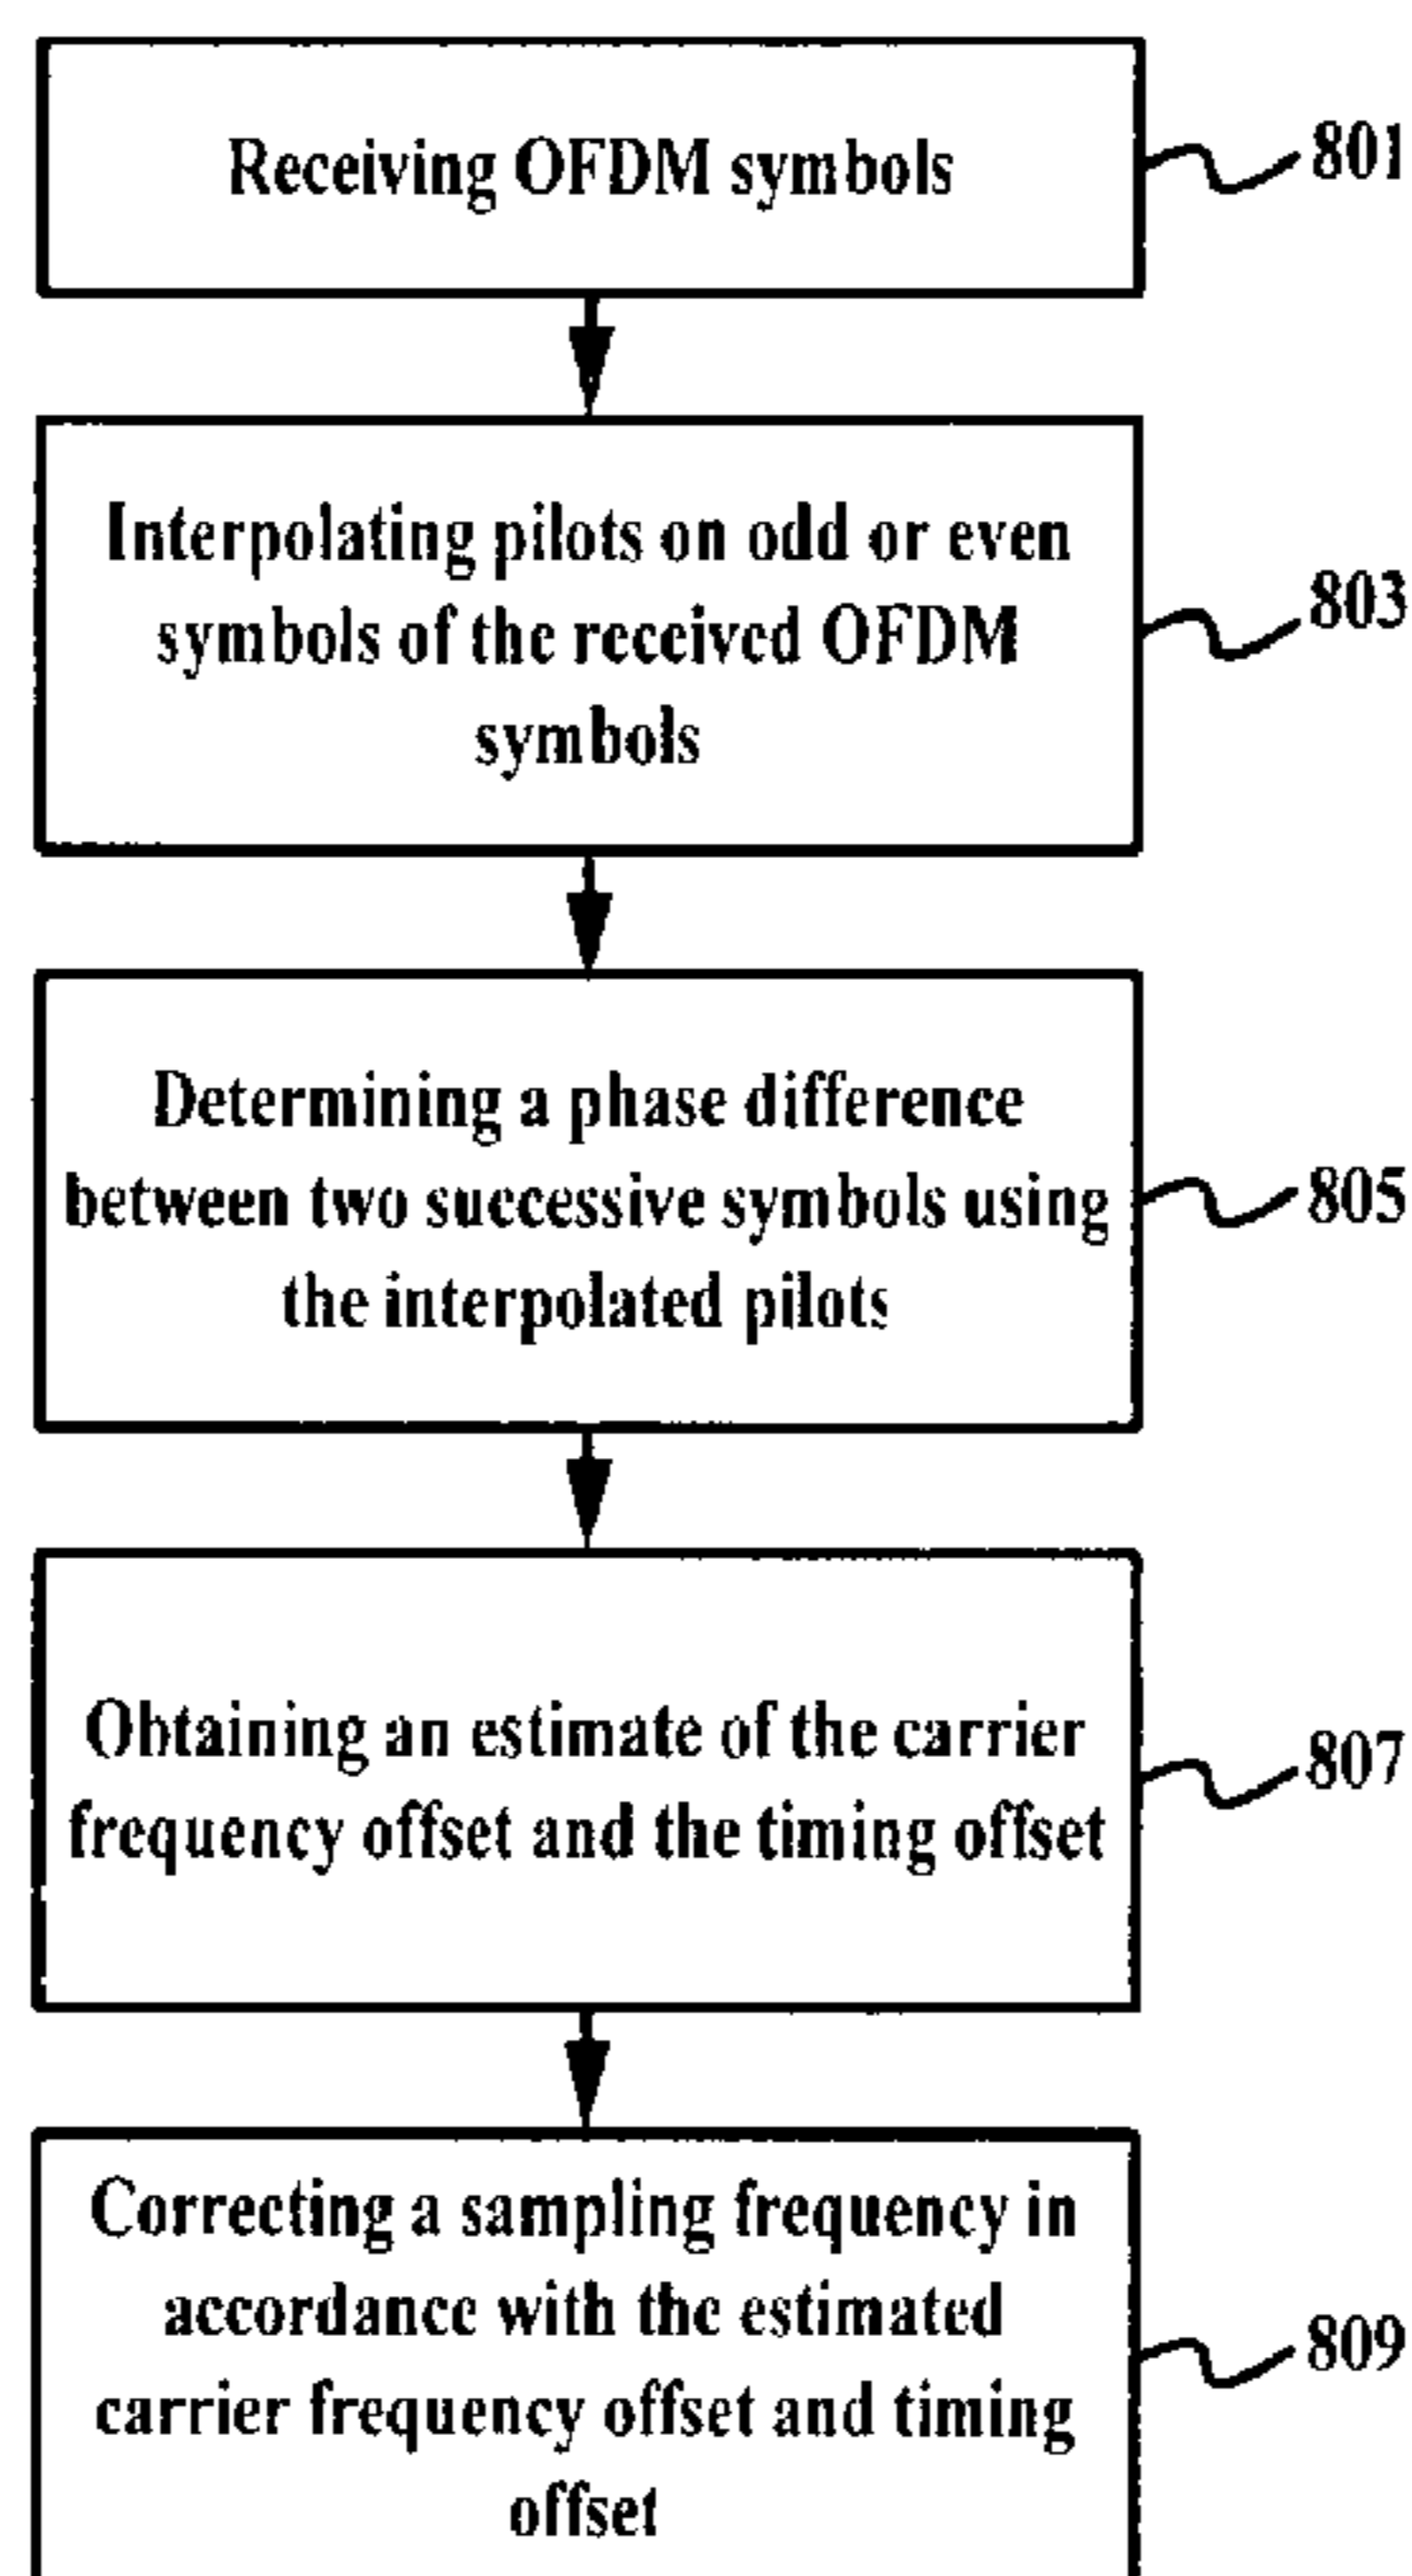 Receiving OFDM symbols
801
Interpolating pilots on odd or even
symbols of the received OFDM
symbols
803
Determining a phase difference
between two successive symbols using
the interpolated pilots
805
Obtaining an estimate of the carrier
frequency offset and the timing offset
807
Correcting a sampling frequency in
accordance with the estimated
carrier frequency offset and timing
offset
809